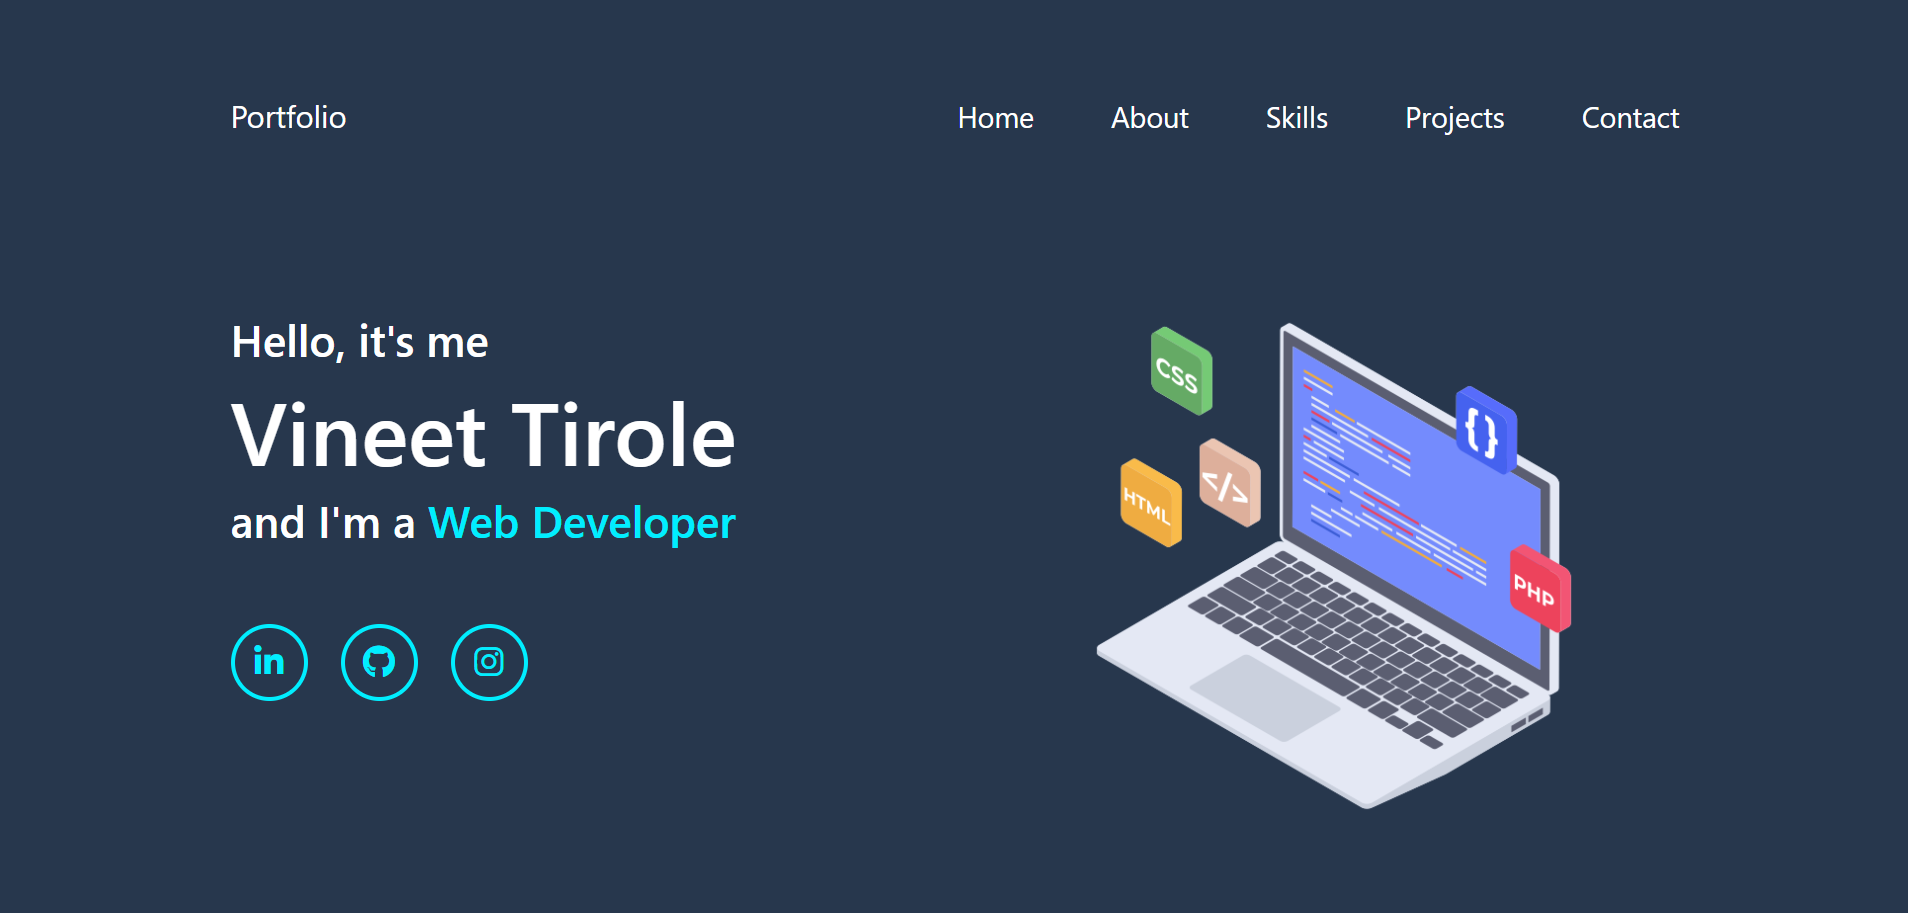 Portfolio
Home About Skills Projects Contact
Hello, it's me
Vineet Tirole
and I'm a Web Developer
in
CSS
{}
</>
HTML
PHP